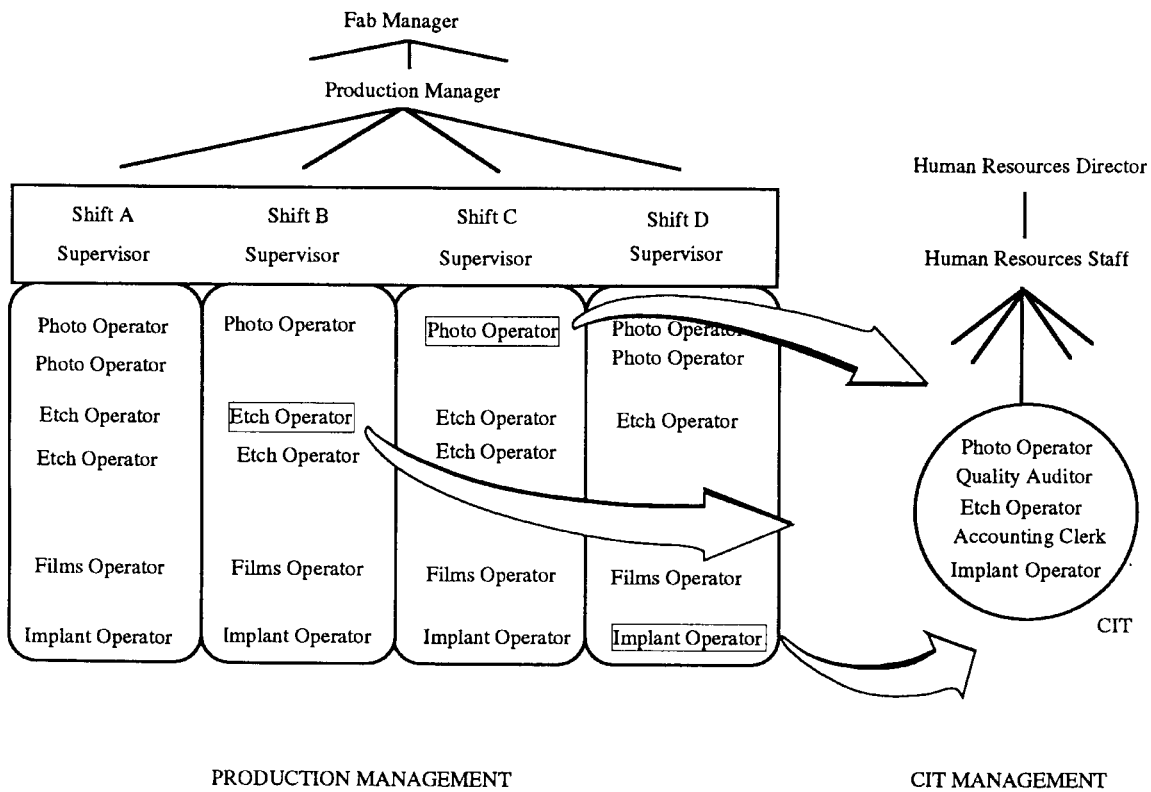 Fab Manager
Production Manager
Human Resources Director
Human Resources Staff
Shift A
Supervisor
Shift B
Supervisor
Shift C
Supervisor
Shift D
Supervisor
Photo Operator
Photo Operator
Etch Operator
Etch Operator
Films Operator
Implant Operator
Photo Operator
Etch Operator
Etch Operator
Films Operator
Implant Operator
Photo Operator
Etch Operator
Etch Operator
Films Operator
Implant Operator
Photo Operator
Photo Operator
Etch Operator
Films Operator
Implant Operator
Photo Operator
Quality Auditor
Etch Operator
Accounting Clerk
Implant Operator
CIT
PRODUCTION MANAGEMENT
CIT MANAGEMENT